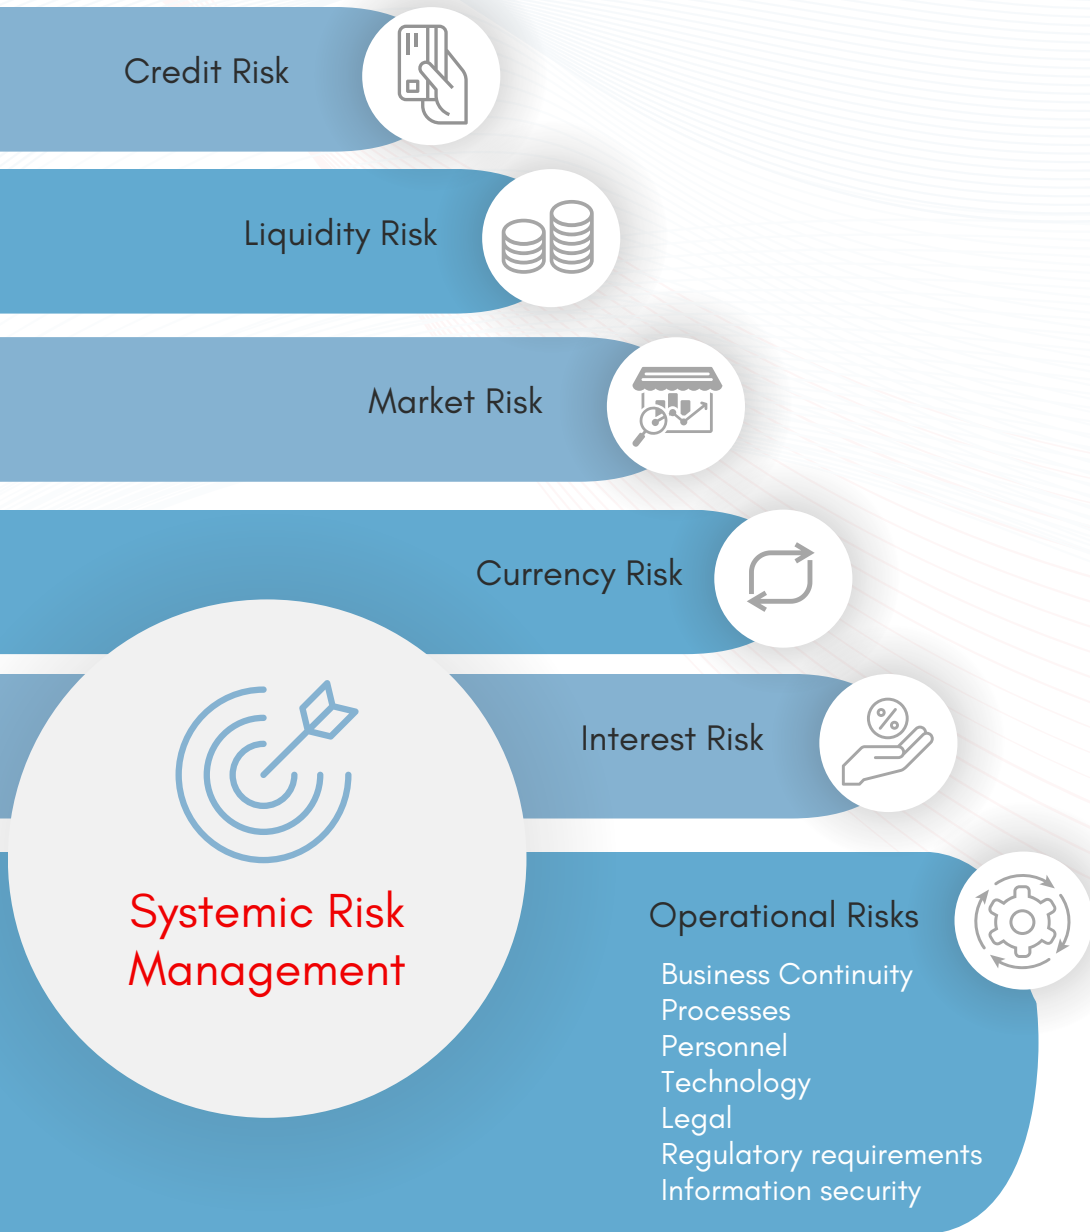 Credit Risk
Liquidity Risk
Market Risk
Currency Risk
Interest Risk
Systemic Risk
Management
Operational Risks
Business Continuity
Processes
Personnel
Technology
Legal
Regulatory requirements
Information security